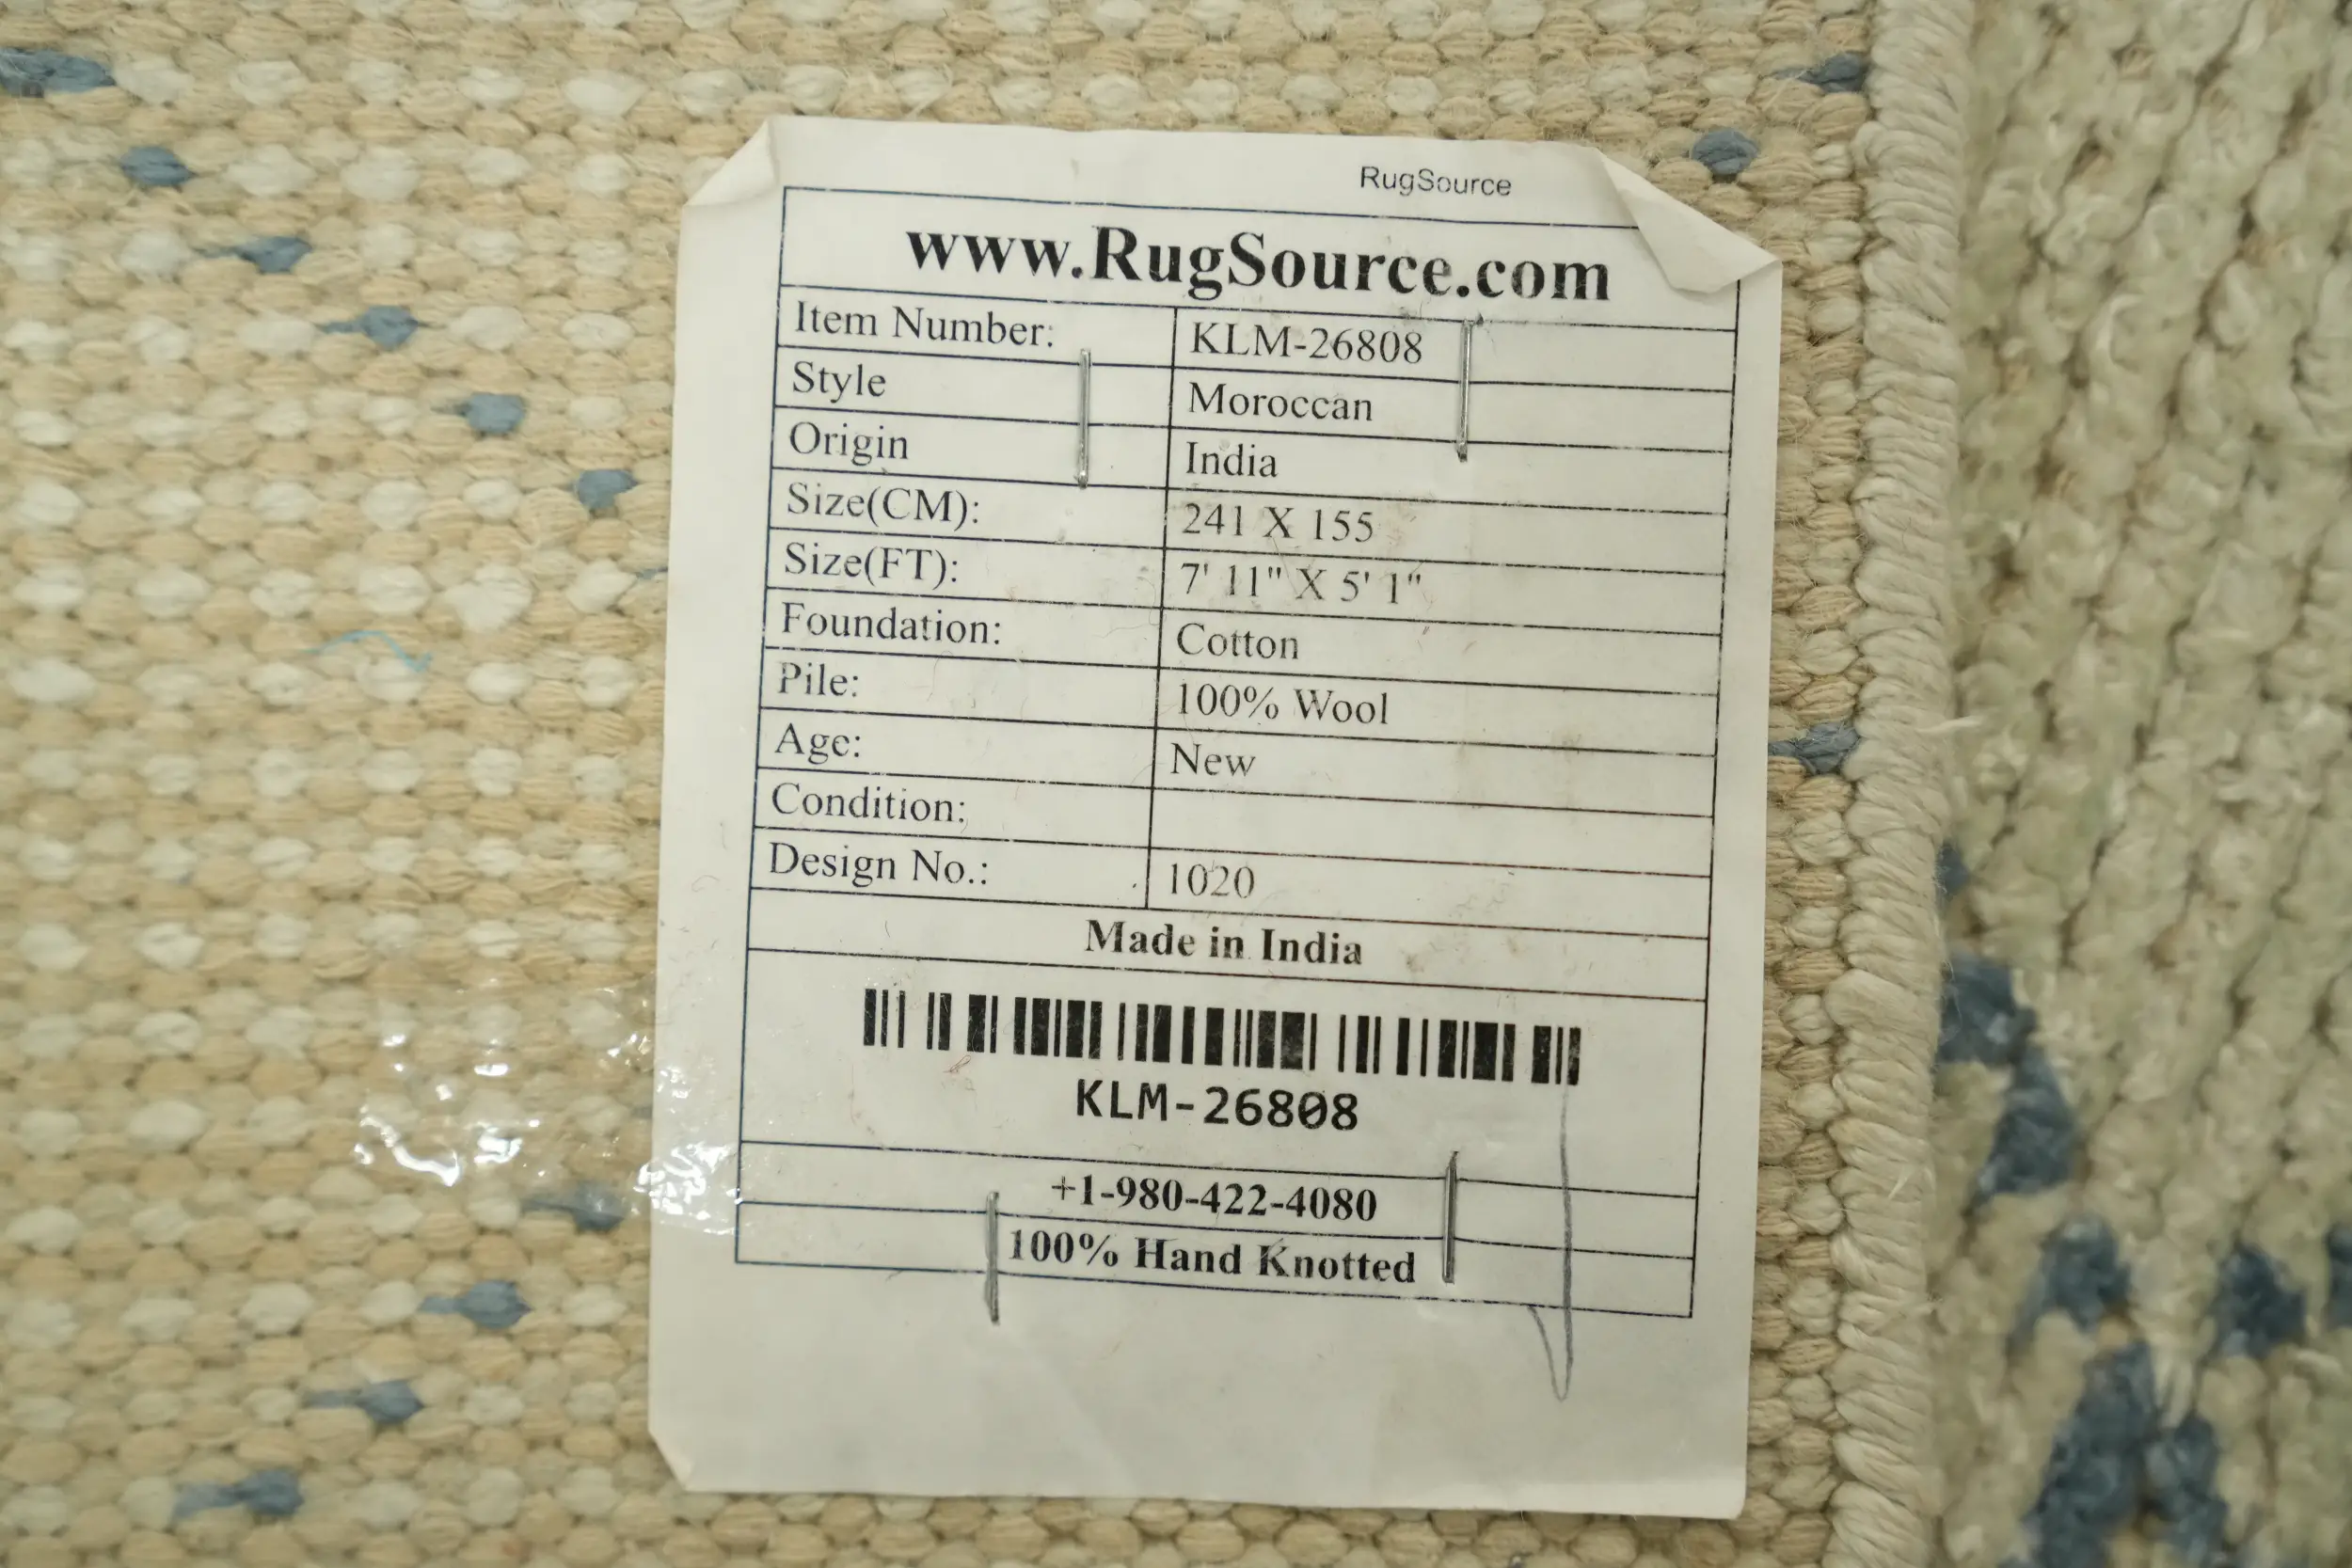 RugSource
www.RugSource.com
Item Number: KLM-26808
Style Moroccan
Origin India
Size(CM): 241 X 155
Size(FT): 7' 11" X 5' 1"
Foundation: Cotton
Pile: 100% Wool
Age: New
Condition:
Design No.: 1020
Made in India
KLM-26808
+1-980-422-4080
100% Hand Knotted